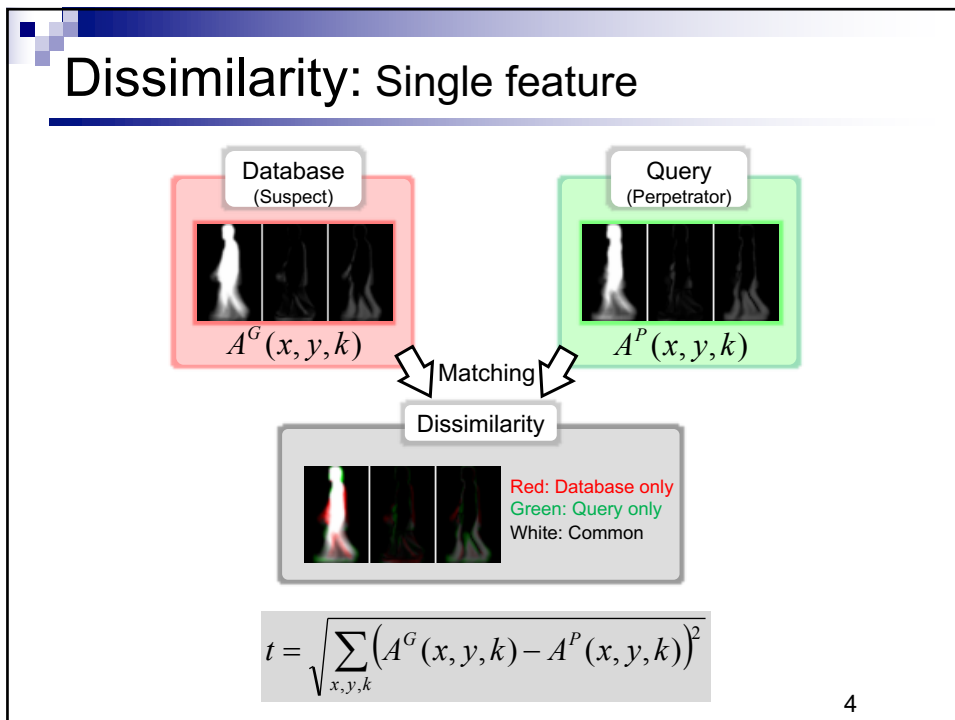 Dissimilarity: Single feature
Database
(Suspect)
A^G(x, y, k)
Query
(Perpetrator)
A^P(x, y, k)
Matching
Dissimilarity
Red: Database only
Green: Query only
White: Common
t = √∑_{x,y,k}(A^G(x, y, k) − A^P(x, y, k))^2
4